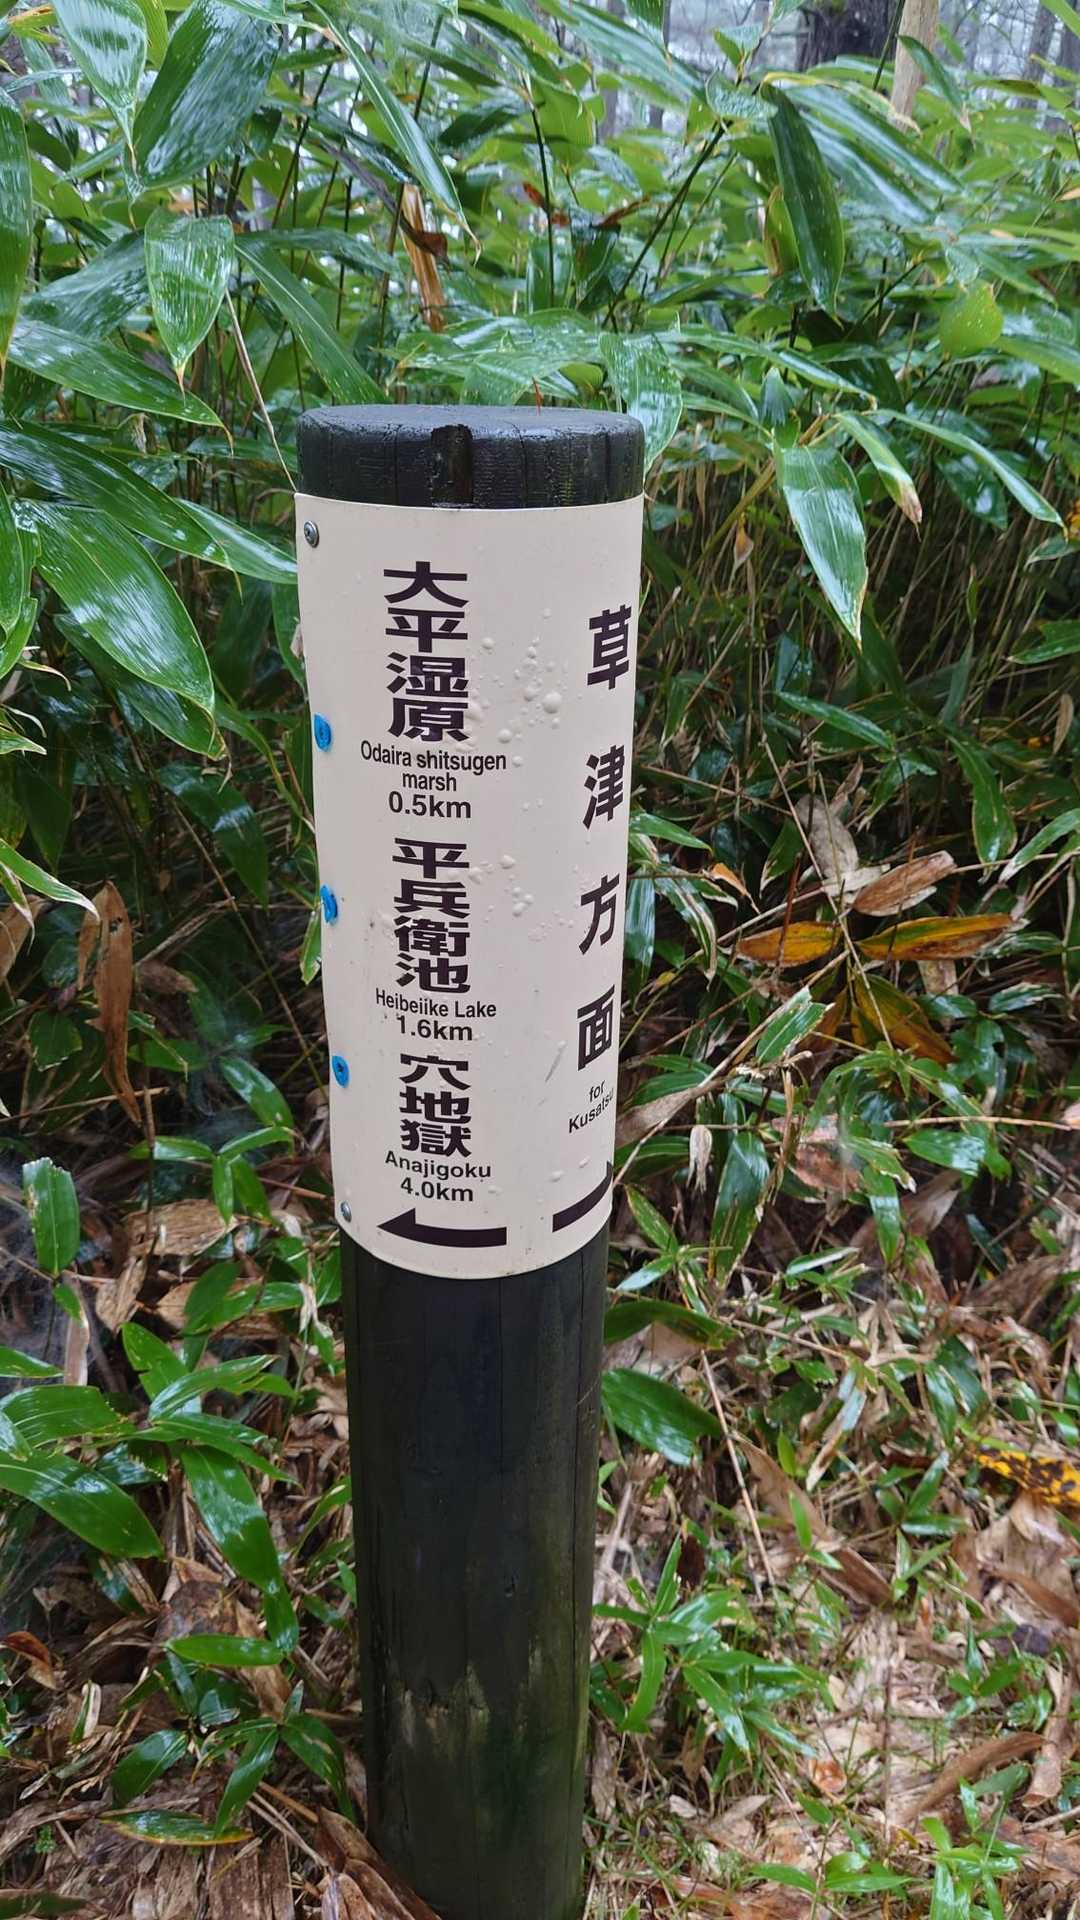 大平湿原
Odaira shitsugen
marsh
0.5km
平兵衛池
Heibeiike Lake
1.6km
穴地獄
Anajigoku
4.0km
草津方面
for
Kusatsu